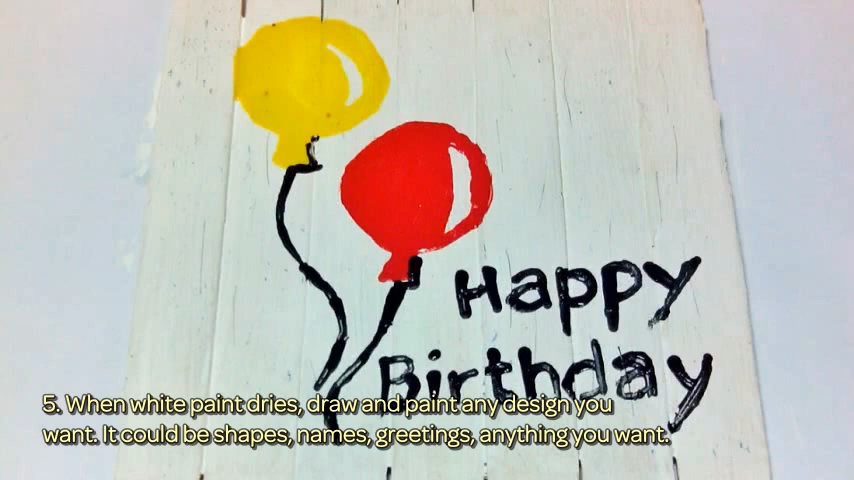 Happy
Birthday
5. When white paint dries, draw and paint any design you
want. It could be shapes, names, greetings, anything you want.